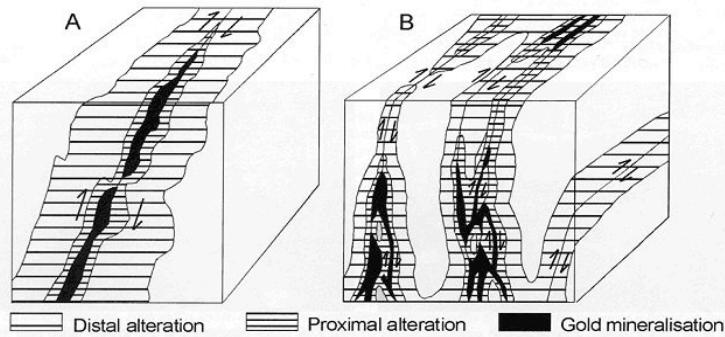 A
B
Distal alteration
Proximal alteration
Gold mineralisation